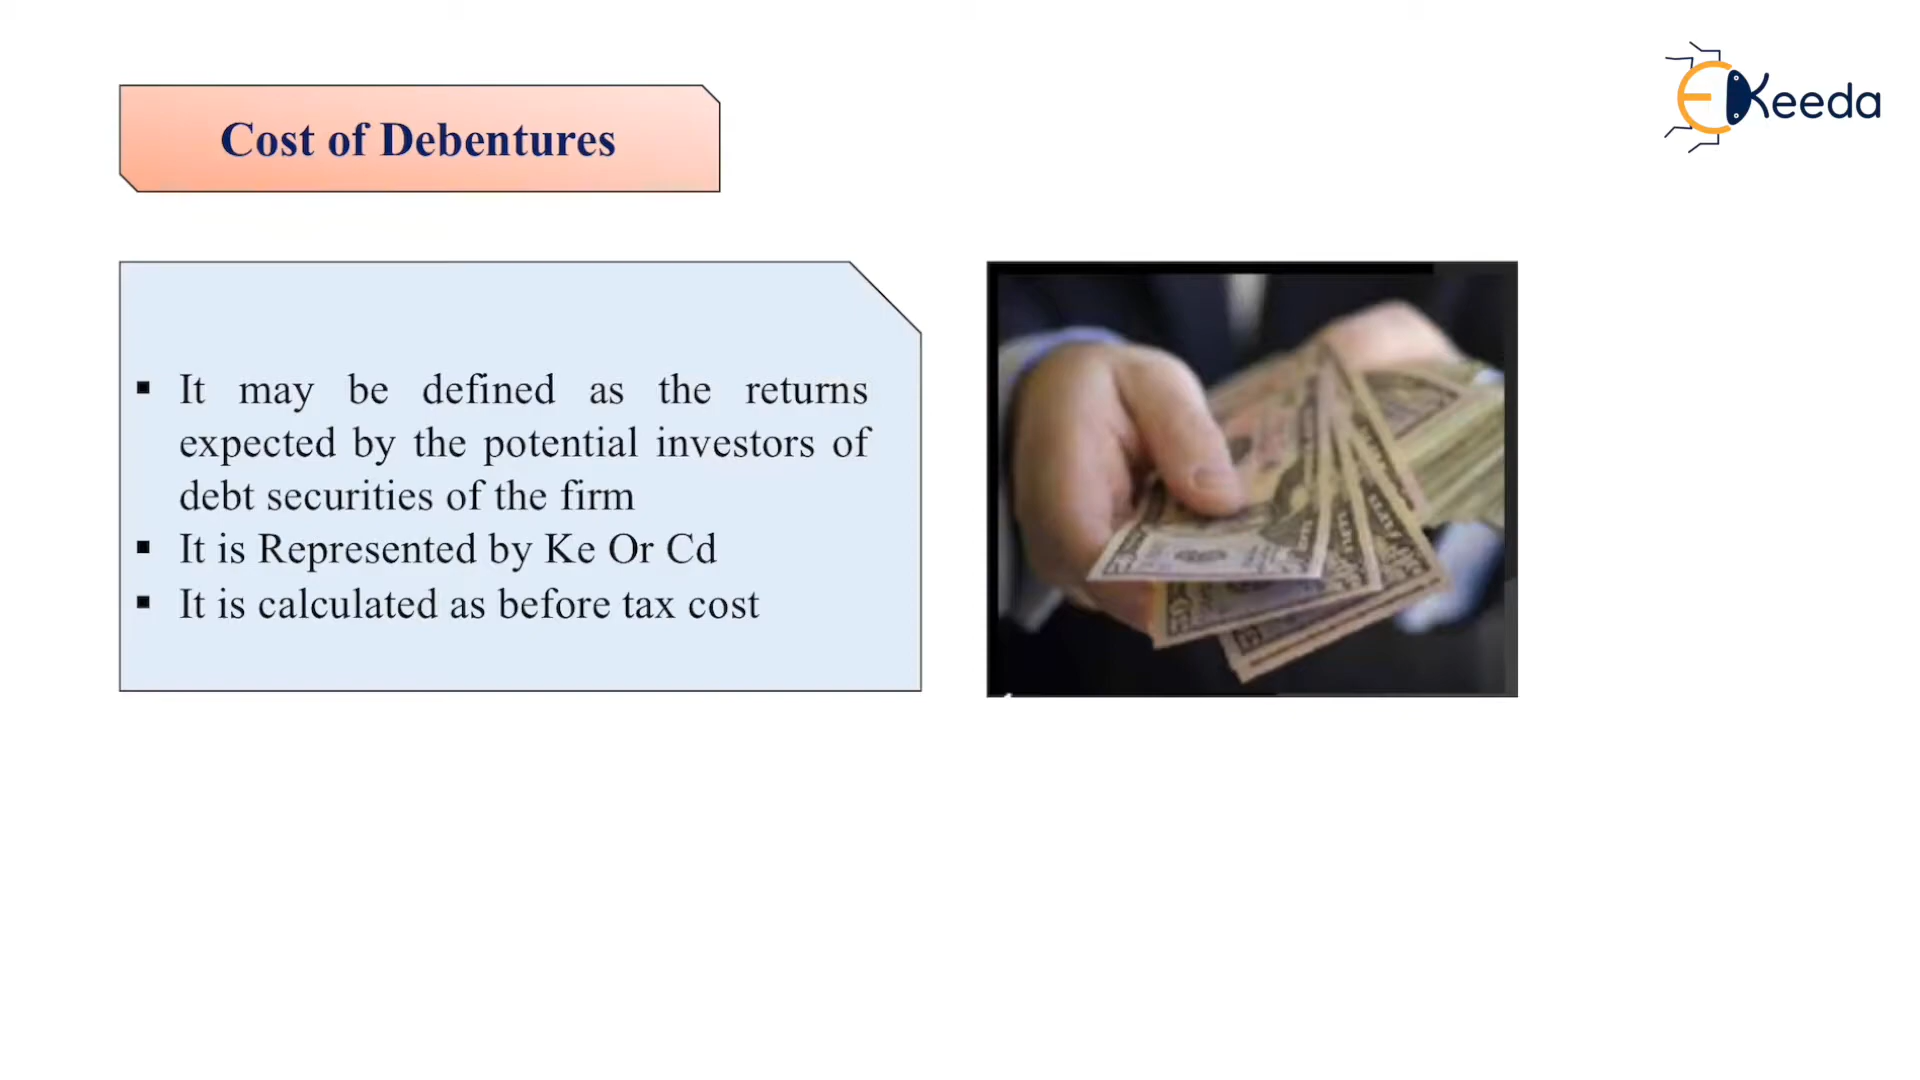 Cost of Debentures
EKeeda
▪ It may be defined as the returns
expected by the potential investors of
debt securities of the firm
▪ It is Represented by Ke Or Cd
▪ It is calculated as before tax cost